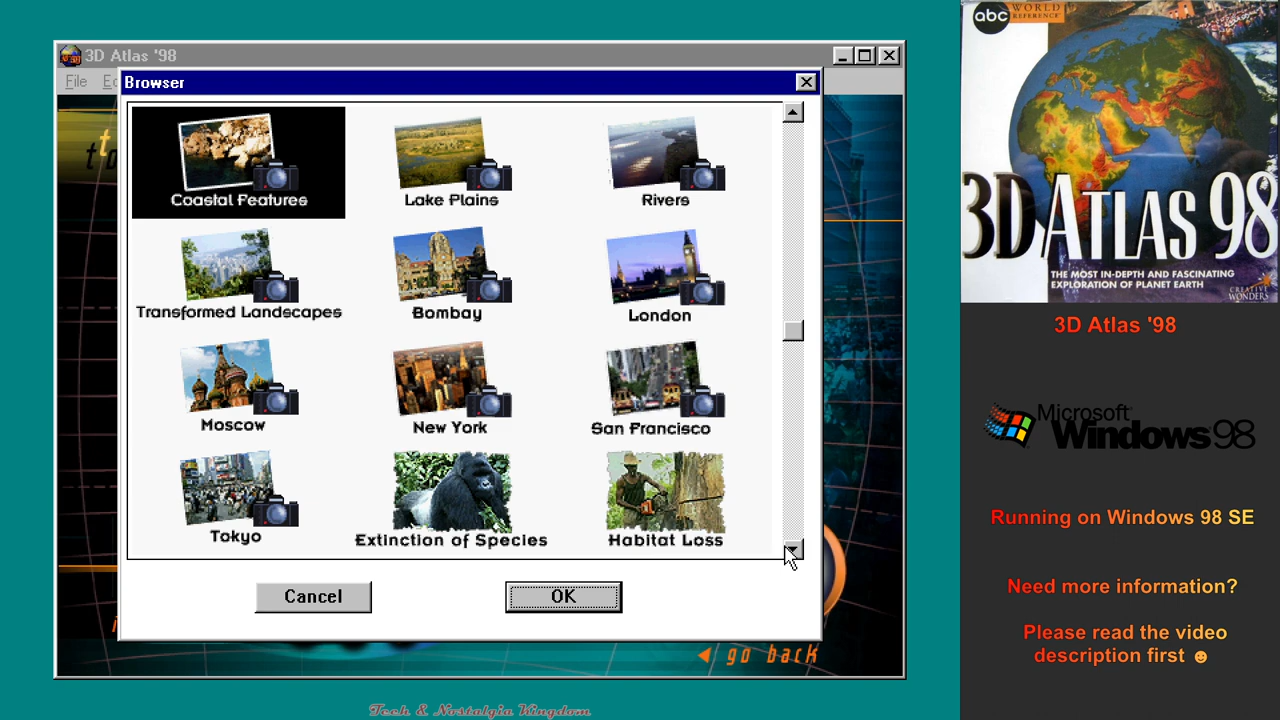 3D Atlas '98
File
Browser
Coastal Features
Lake Plains
Rivers
Transformed Landscapes
Bombay
London
Moscow
New York
San Francisco
Tokyo
Extinction of Species
Habitat Loss
Cancel
OK
go back
Tech & Nostalgia Kingdom
abc
WORLD
REFERENCE
3D ATLAS 98
THE MOST IN-DEPTH AND FASCINATING
EXPLORATION OF PLANET EARTH
CREATIVE
WONDERS
3D Atlas '98
Microsoft
Windows 98
Running on Windows 98 SE
Need more information?
Please read the video
description first ☻